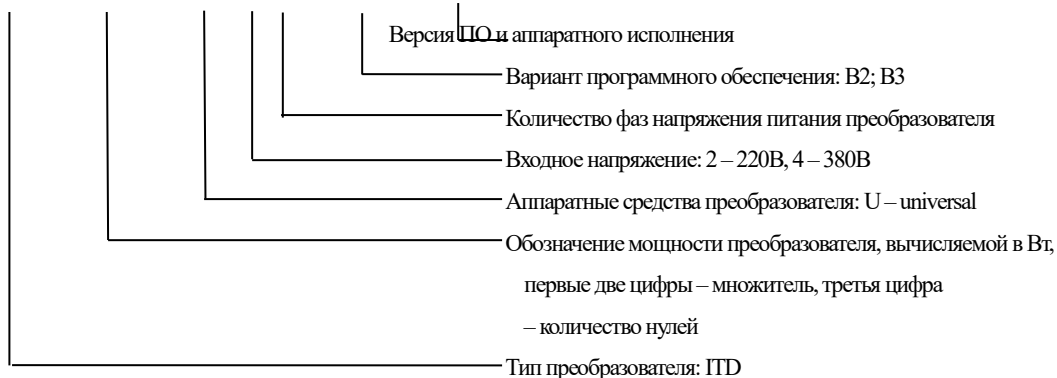 Версия ПО и аппаратного исполнения
Вариант программного обеспечения: В2; В3
Количество фаз напряжения питания преобразователя
Входное напряжение: 2 – 220В, 4 – 380В
Аппаратные средства преобразователя: U – universal
Обозначение мощности преобразователя, вычисляемой в Вт,
первые две цифры – множитель, третья цифра
– количество нулей
Тип преобразователя: ITD